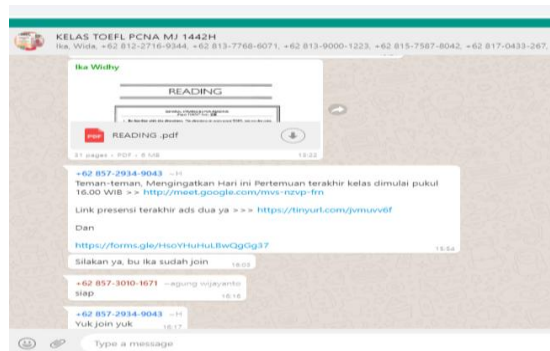 KELAS TOEFL PCNA MJ 1442H
Ika, Wida, +62 812-2716-9344, +62 813-7768-6071, +62 813-9000-1223, +62 815-7587-8042, +62 817-0433-267,
Ika Widhy
READING
PDF READING .pdf
51 pages • PDF • 8 MB 15:22
+62 857-2934-9043 ~H
Teman-teman, Mengingatkan Hari ini Pertemuan terakhir kelas dimulai pukul
16.00 WIB >> http://meet.google.com/mvs-nzvp-frn
Link presensi terakhir ads dua ya >>> https://tinyurl.com/jvmuvv6f
Dan
https://forms.gle/HsoYHuHuLBwQgGg37
15:54
Silakan ya, bu Ika sudah join 16:03
+62 857-3010-1671 ~agung wijayanto
siap 16:16
+62 857-2934-9043 ~H
Yuk join yuk 16:17
Type a message